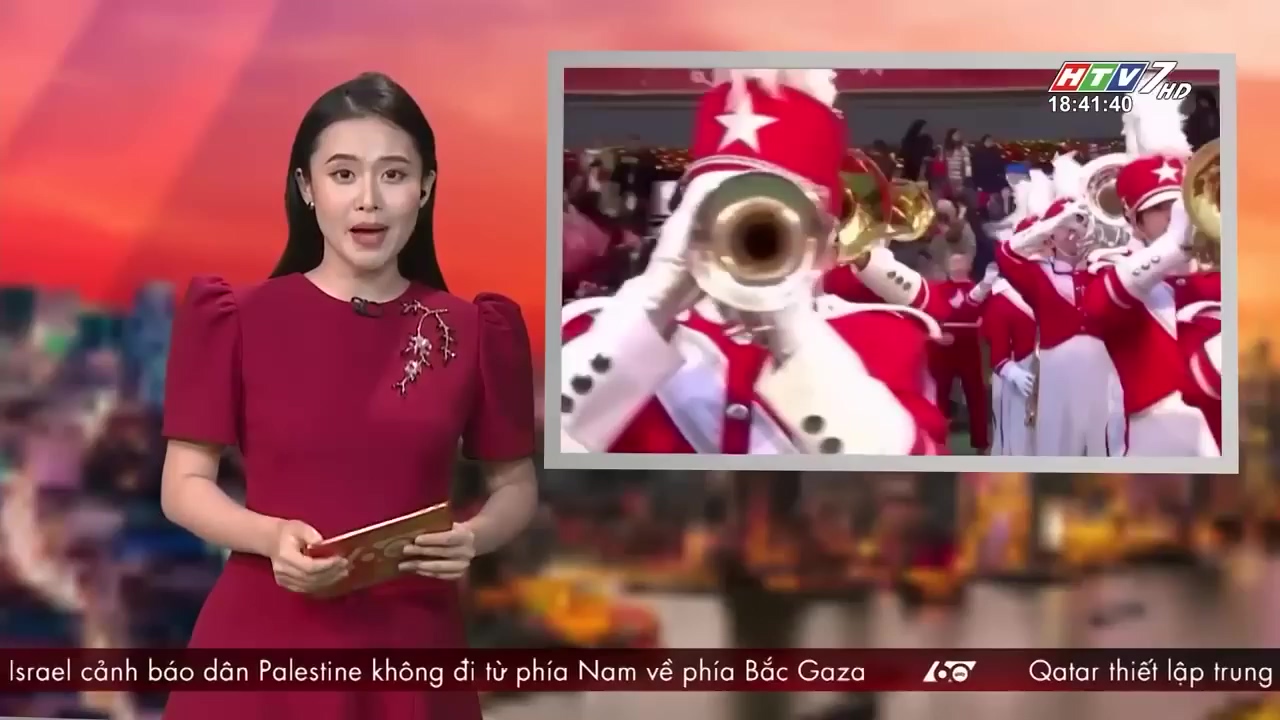 HTV7 HD
18:41:40
Israel cảnh báo dân Palestine không đi từ phía Nam về phía Bắc Gaza 60 Qatar thiết lập trung